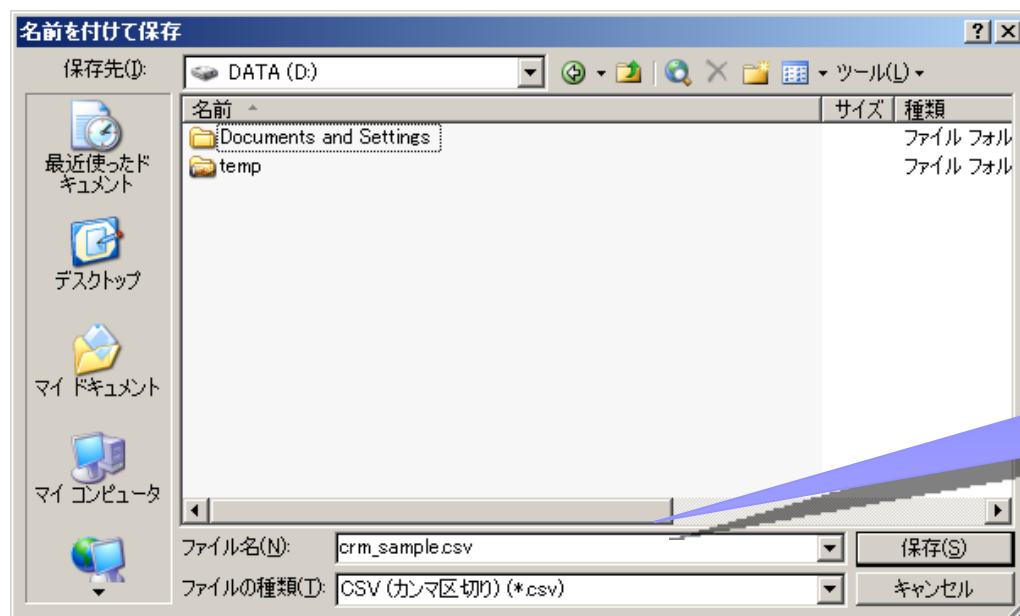 名前を付けて保存
保存先(I):
DATA (D:)
ツール(L)
名前
サイズ
種類
Documents and Settings
ファイル フォル
temp
ファイル フォル
最近使ったド
キュメント
デスクトップ
マイ ドキュメント
マイ コンピュータ
ファイル名(N):
crm_sample.csv
保存(S)
ファイルの種類(T):
CSV (カンマ区切り) (*.csv)
キャンセル